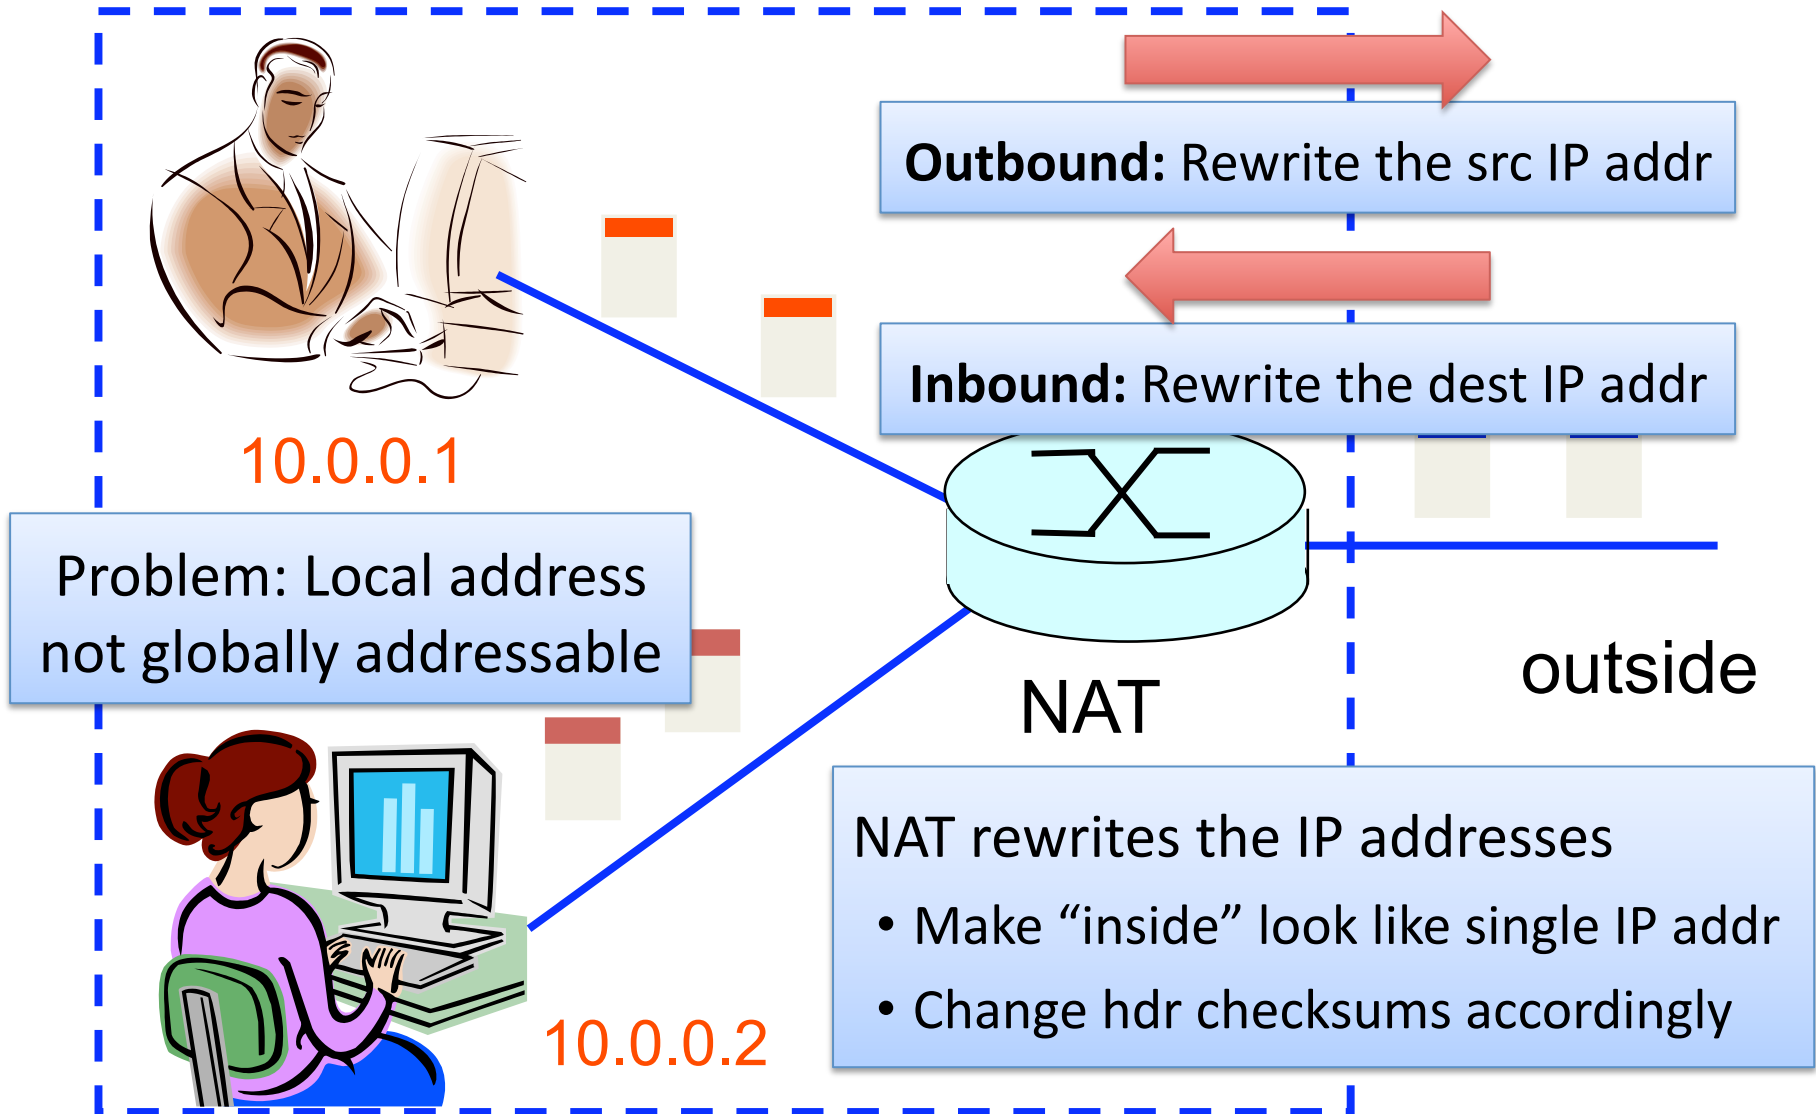 Outbound: Rewrite the src IP addr
Inbound: Rewrite the dest IP addr
10.0.0.1
Problem: Local address
not globally addressable
outside
NAT
NAT rewrites the IP addresses
• Make “inside” look like single IP addr
• Change hdr checksums accordingly
10.0.0.2